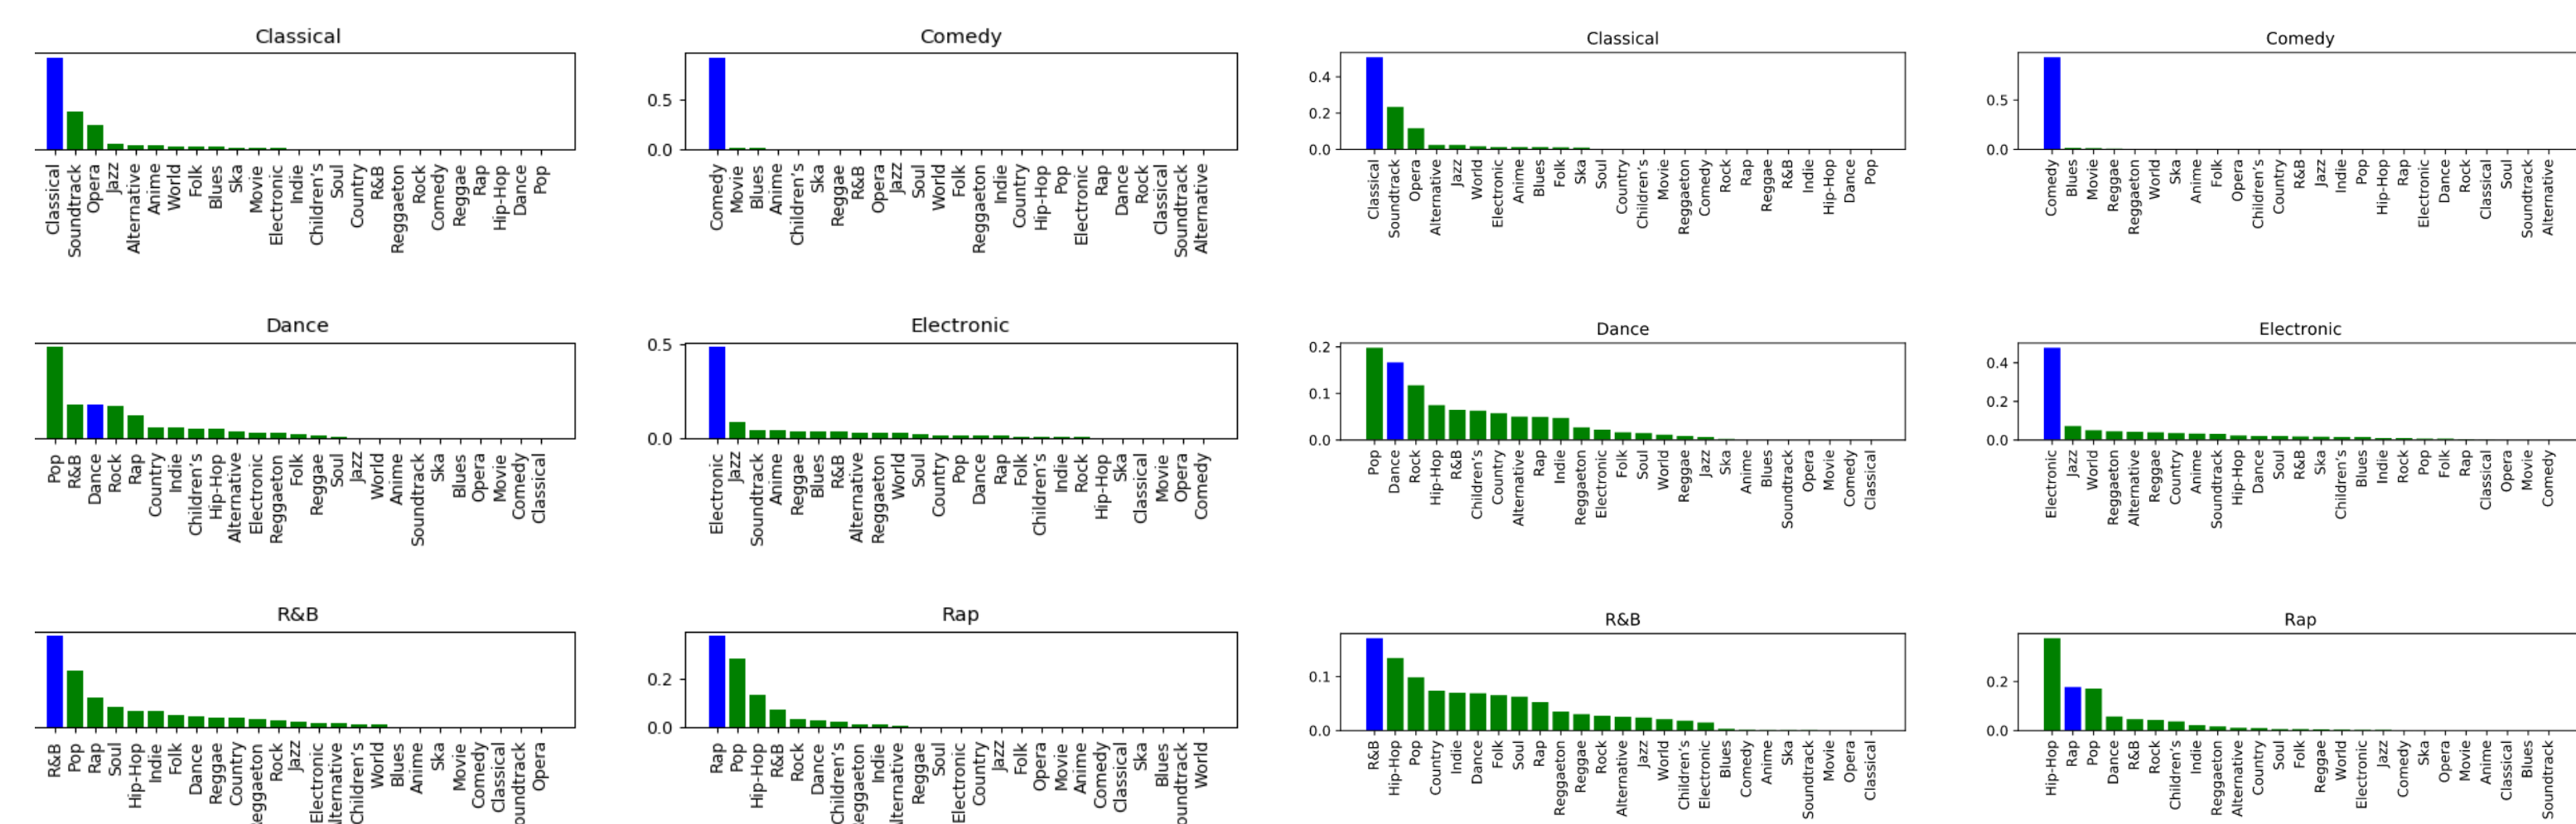 Classical Comedy Classical Comedy
0.5 0.0 0.4 0.2 0.0 0.5 0.0
Classical Soundtrack Opera Jazz Alternative Anime World Folk Blues Ska Movie Electronic Indie Children's Soul Country R&B Reggaeton Rock Comedy Reggae Rap Hip-Hop Dance Pop
Comedy Movie Blues Anime Children's Ska Reggae R&B Opera Jazz Soul World Folk Reggaeton Indie Country Hip-Hop Pop Electronic Rap Dance Rock Classical Soundtrack Alternative
Classical Soundtrack Opera Alternative Jazz World Electronic Anime Blues Folk Ska Soul Country Children's Movie Reggaeton Comedy Rock Rap Reggae R&B Indie Hip-Hop Dance Pop
Comedy Blues Movie Reggae Reggaeton World Ska Anime Folk Opera Children's Country R&B Jazz Indie Pop Hip-Hop Rap Electronic Dance Rock Classical Soul Soundtrack Alternative
Dance Electronic Dance Electronic
0.5 0.0 0.2 0.1 0.0 0.4 0.2 0.0
Pop R&B Dance Rock Rap Country Indie Children's Hip-Hop Alternative Electronic Reggaeton Folk Reggae Soul Jazz World Anime Soundtrack Ska Blues Opera Movie Comedy Classical
Electronic Jazz Soundtrack Anime Reggae Blues R&B Alternative Reggaeton World Soul Country Pop Dance Rap Folk Children's Indie Rock Hip-Hop Ska Classical Movie Opera Comedy
Pop Dance Rock Hip-Hop R&B Children's Country Alternative Rap Indie Reggaeton Electronic Folk Soul World Reggae Jazz Ska Anime Blues Soundtrack Opera Movie Comedy Classical
Electronic Jazz World Reggaeton Alternative Reggae Country Anime Soundtrack Hip-Hop Dance Soul R&B Ska Children's Blues Indie Rock Pop Folk Rap Classical Opera Movie Comedy
R&B Rap R&B Rap
0.2 0.0 0.1 0.0 0.2 0.0
R&B Pop Rap Soul Hip-Hop Indie Folk Dance Reggae Country eggaeton Rock Jazz Electronic lternative Children's World Blues Anime Ska Movie Comedy Classical oundtrack Opera
Rap Pop Hip-Hop R&B Rock Dance Children's eggaeton Indie lternative Reggae Soul Electronic Country Jazz Folk Opera Movie Anime Comedy Classical Ska Blues oundtrack World
R&B Hip-Hop Pop Country Indie Dance Folk Soul Rap Reggaeton Reggae Rock Alternative Jazz World Children's Electronic Blues Comedy Anime Ska Soundtrack Movie Opera Classical
Hip-Hop Rap Pop Dance R&B Rock Children's Indie Reggaeton Alternative Country Soul Folk Reggae World Electronic Jazz Comedy Ska Opera Movie Anime Classical Blues Soundtrack